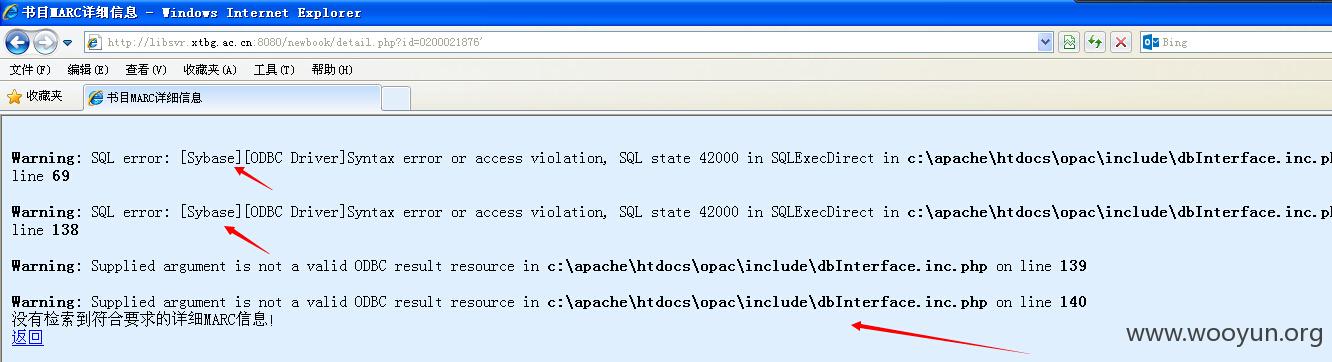 书目MARC详细信息 - Windows Internet Explorer
http://libsvr.xtbg.ac.cn:8080/newbook/detail.php?id=0200021876'
Bing
文件(F) 编辑(E) 查看(V) 收藏夹(A) 工具(T) 帮助(H)
收藏夹 书目MARC详细信息
Warning: SQL error: [Sybase][ODBC Driver]Syntax error or access violation, SQL state 42000 in SQLExecDirect in c:\apache\htdocs\opac\include\dbInterface.inc.ph
line 69
Warning: SQL error: [Sybase][ODBC Driver]Syntax error or access violation, SQL state 42000 in SQLExecDirect in c:\apache\htdocs\opac\include\dbInterface.inc.ph
line 138
Warning: Supplied argument is not a valid ODBC result resource in c:\apache\htdocs\opac\include\dbInterface.inc.php on line 139
Warning: Supplied argument is not a valid ODBC result resource in c:\apache\htdocs\opac\include\dbInterface.inc.php on line 140
没有检索到符合要求的详细MARC信息!
返回
www.wooyun.org